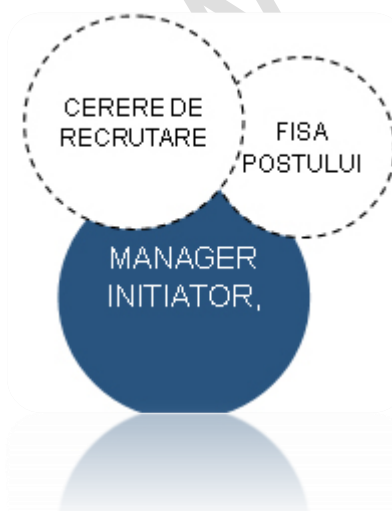 CERERE DE
RECRUTARE
FISA
POSTULUI
MANAGER
INITIATOR,